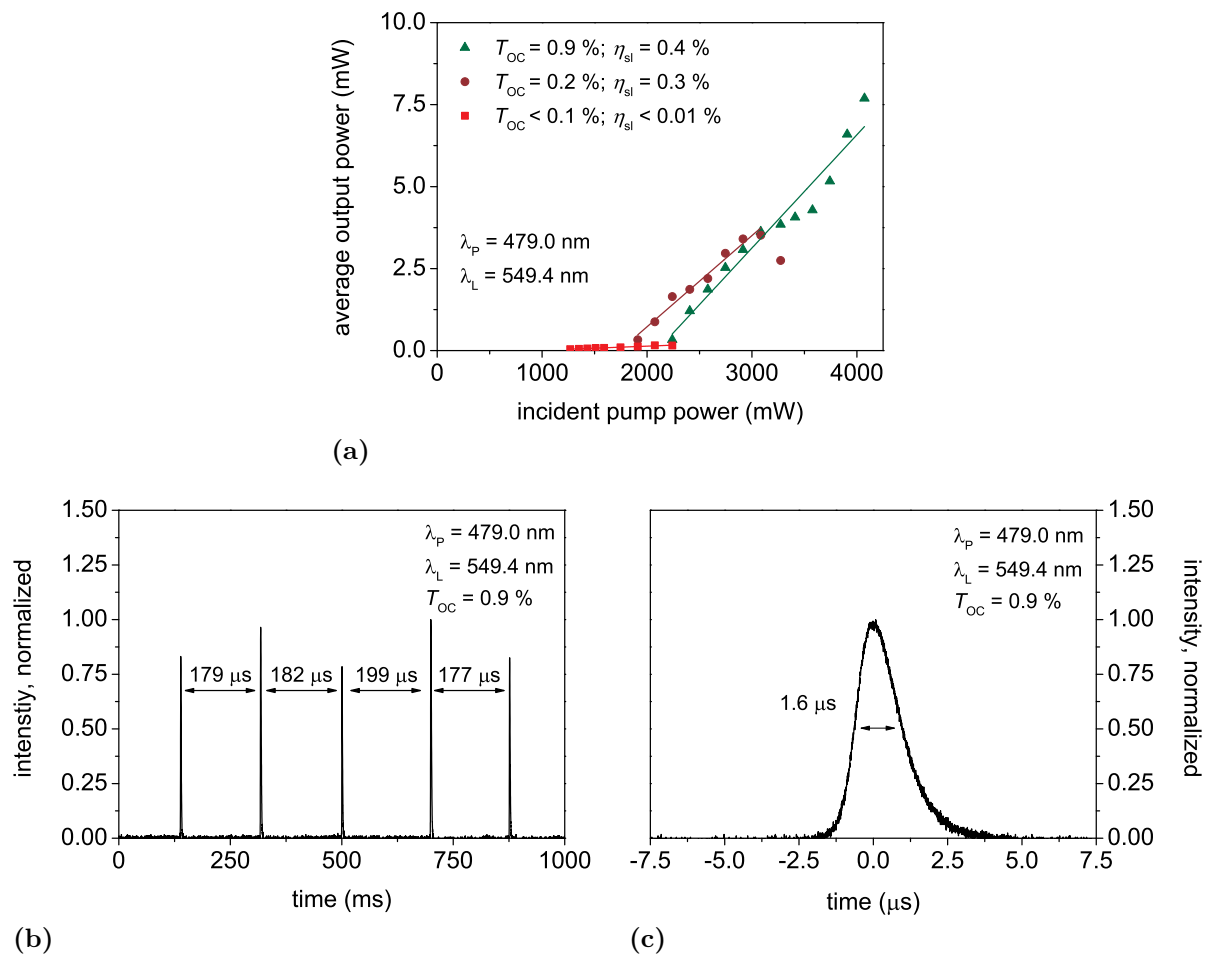 10.0
7.5
5.0
2.5
0.0
average output power (mW)
T_OC = 0.9 %; η_sl = 0.4 %
T_OC = 0.2 %; η_sl = 0.3 %
T_OC < 0.1 %; η_sl < 0.01 %
λ_P = 479.0 nm
λ_L = 549.4 nm
0 1000 2000 3000 4000
incident pump power (mW)
(a)
1.50
1.25
1.00
0.75
0.50
0.25
0.00
intenstiy, normalized
λ_P = 479.0 nm
λ_L = 549.4 nm
T_OC = 0.9 %
179 μs 182 μs 199 μs 177 μs
0 250 500 750 1000
time (ms)
(b)
λ_P = 479.0 nm
λ_L = 549.4 nm
T_OC = 0.9 %
1.6 μs
1.50
1.25
1.00
0.75
0.50
0.25
0.00
intensity, normalized
-7.5 -5.0 -2.5 0.0 2.5 5.0 7.5
time (μs)
(c)